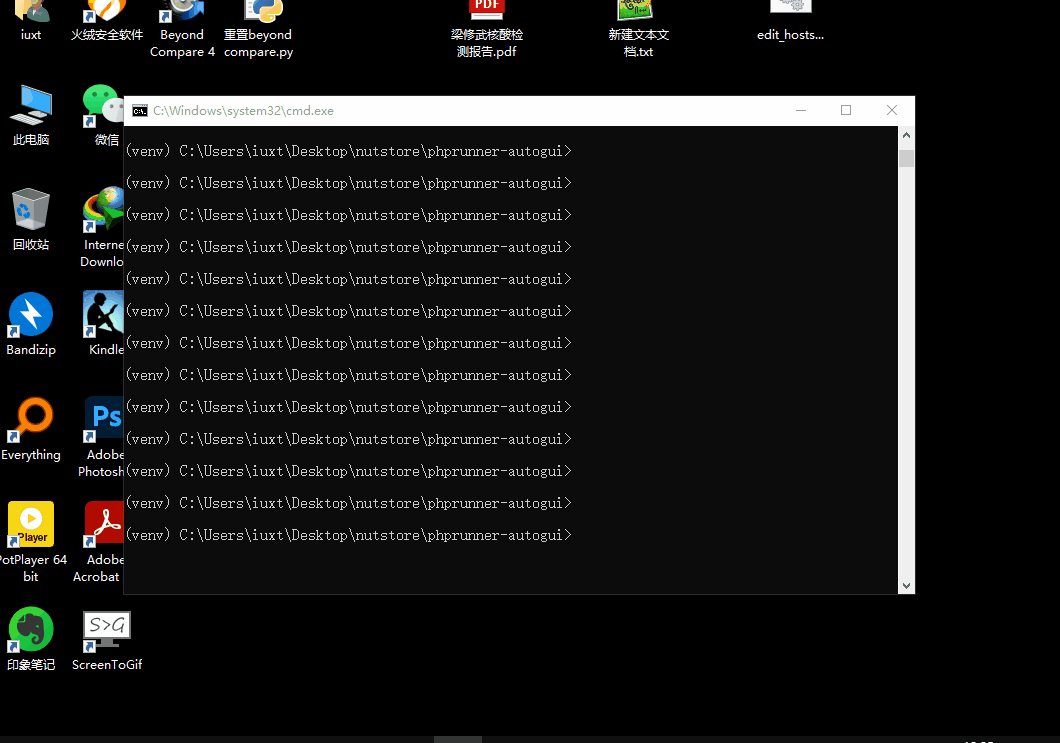 PDF
iuxt
火绒安全软件
Beyond
Compare 4
重置beyond
compare.py
梁修武核酸检
测报告.pdf
新建文本文
档.txt
edit_hosts...
此电脑
微信
C:\Windows\system32\cmd.exe
(venv) C:\Users\iuxt\Desktop\nutstore\phprunner-autogui>
(venv) C:\Users\iuxt\Desktop\nutstore\phprunner-autogui>
(venv) C:\Users\iuxt\Desktop\nutstore\phprunner-autogui>
(venv) C:\Users\iuxt\Desktop\nutstore\phprunner-autogui>
(venv) C:\Users\iuxt\Desktop\nutstore\phprunner-autogui>
(venv) C:\Users\iuxt\Desktop\nutstore\phprunner-autogui>
(venv) C:\Users\iuxt\Desktop\nutstore\phprunner-autogui>
(venv) C:\Users\iuxt\Desktop\nutstore\phprunner-autogui>
(venv) C:\Users\iuxt\Desktop\nutstore\phprunner-autogui>
(venv) C:\Users\iuxt\Desktop\nutstore\phprunner-autogui>
(venv) C:\Users\iuxt\Desktop\nutstore\phprunner-autogui>
(venv) C:\Users\iuxt\Desktop\nutstore\phprunner-autogui>
(venv) C:\Users\iuxt\Desktop\nutstore\phprunner-autogui>
回收站
Interne
Downlo
Bandizip
Kindle
Everything
Ps
Adobe
Photosh
Player
PotPlayer 64
bit
Adobe
Acrobat
印象笔记
S>G
ScreenToGif